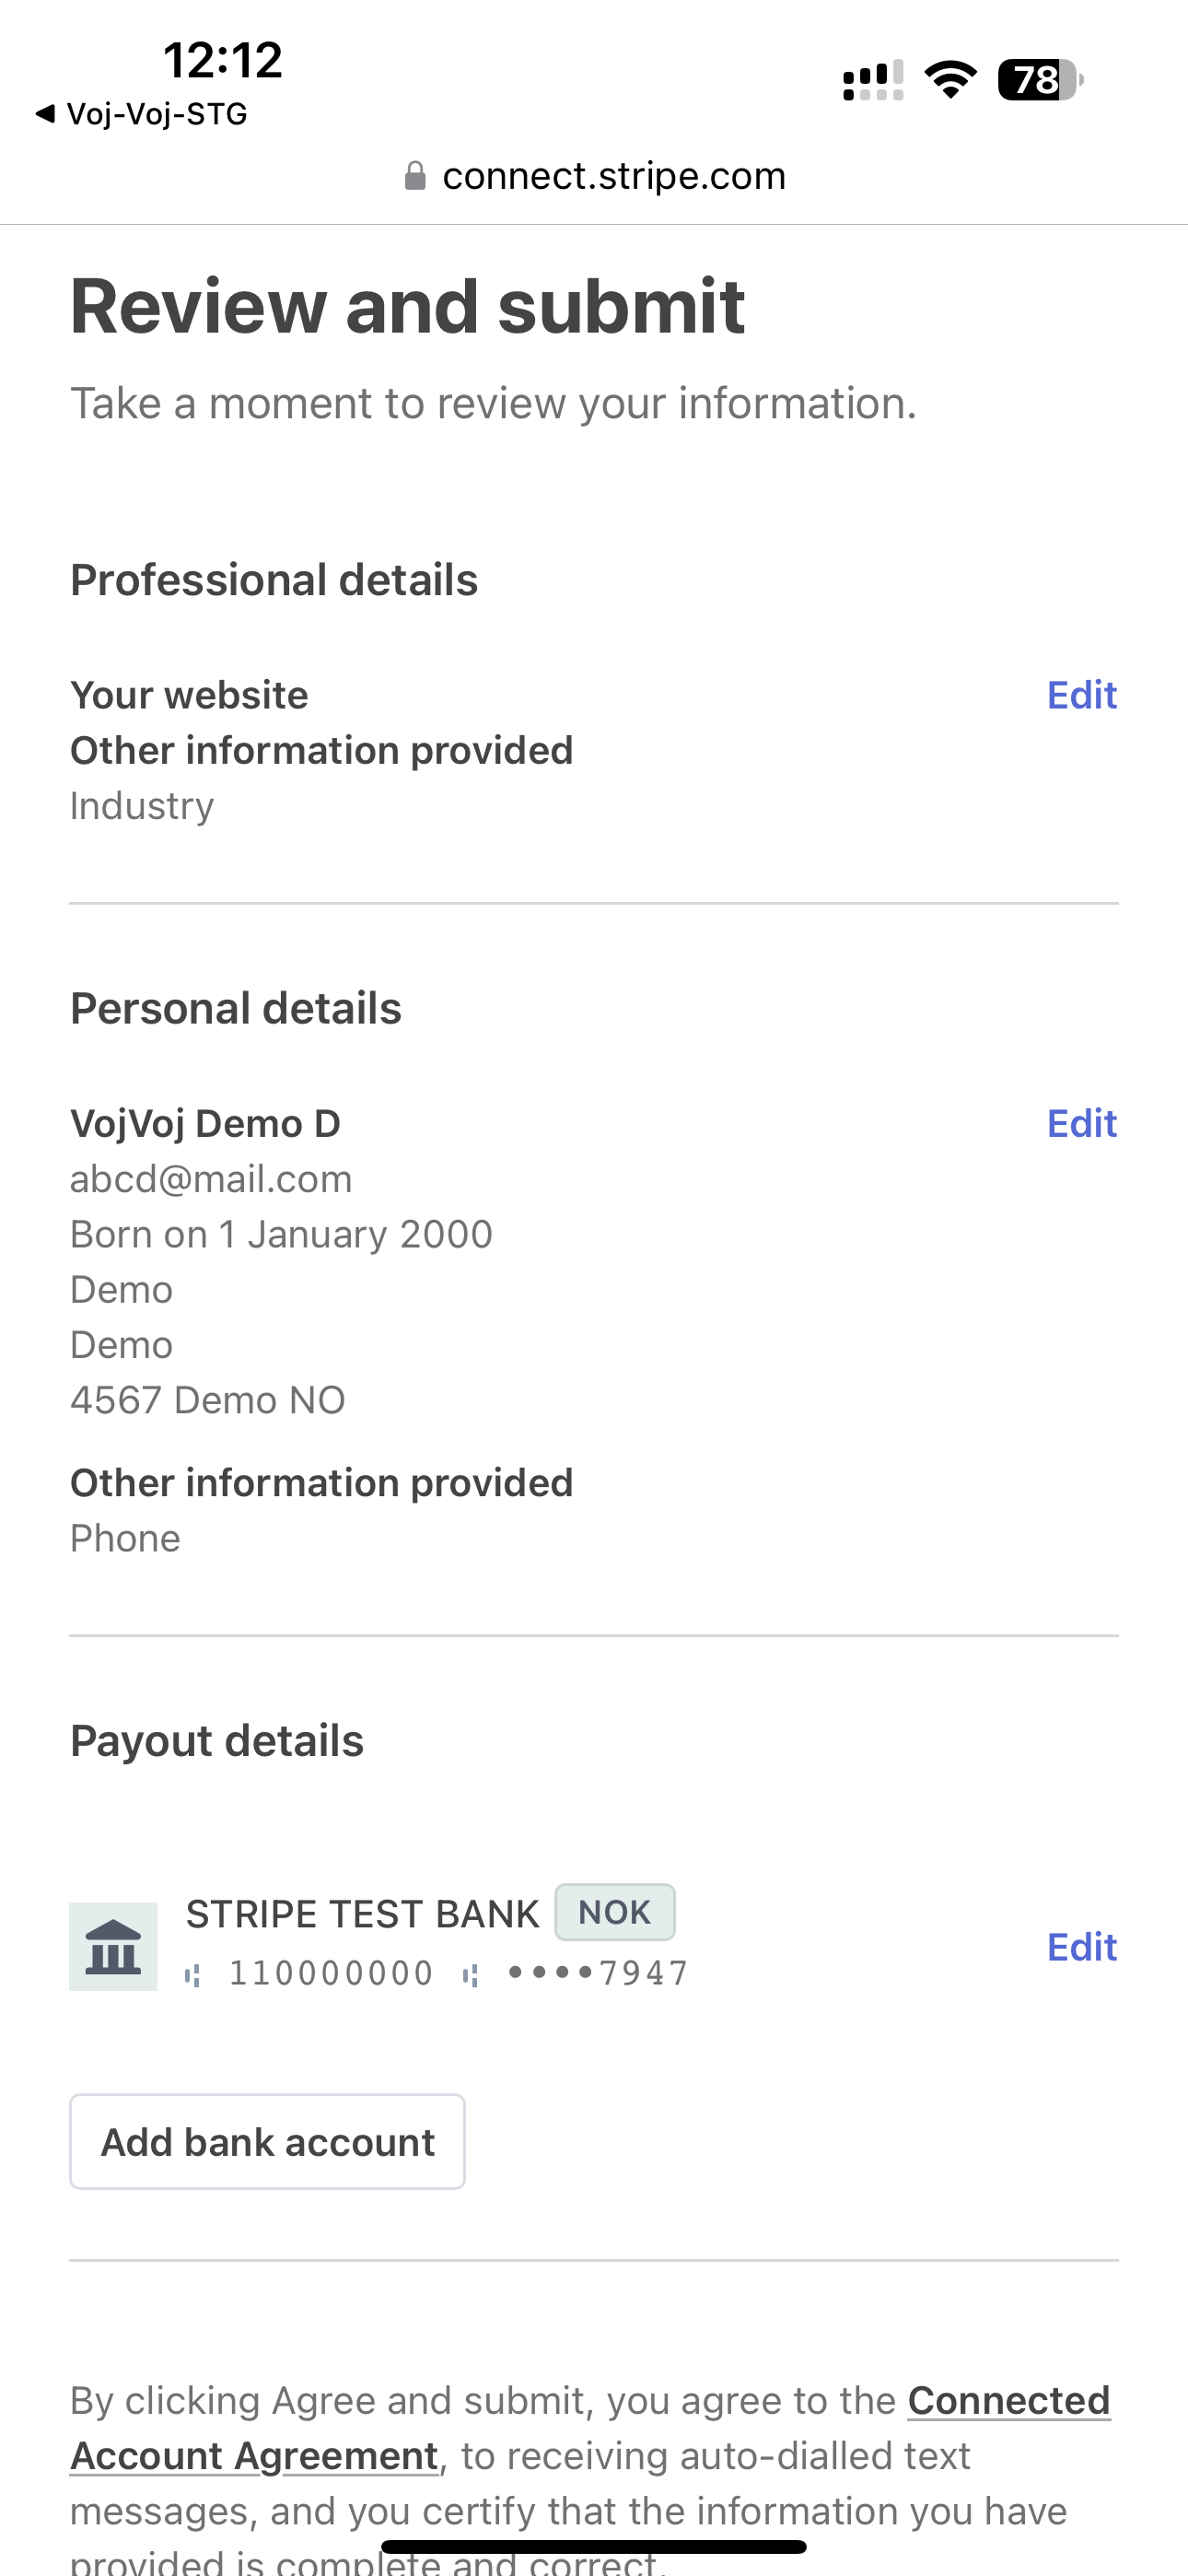 12:12
78
◀ Voj-Voj-STG
connect.stripe.com
Review and submit
Take a moment to review your information.
Professional details
Your website
Edit
Other information provided
Industry
Personal details
VojVoj Demo D
Edit
abcd@mail.com
Born on 1 January 2000
Demo
Demo
4567 Demo NO
Other information provided
Phone
Payout details
STRIPE TEST BANK NOK
Edit
⑆ 110000000 ⑆ ••••7947
Add bank account
By clicking Agree and submit, you agree to the Connected
Account Agreement, to receiving auto-dialled text
messages, and you certify that the information you have
provided is complete and correct.